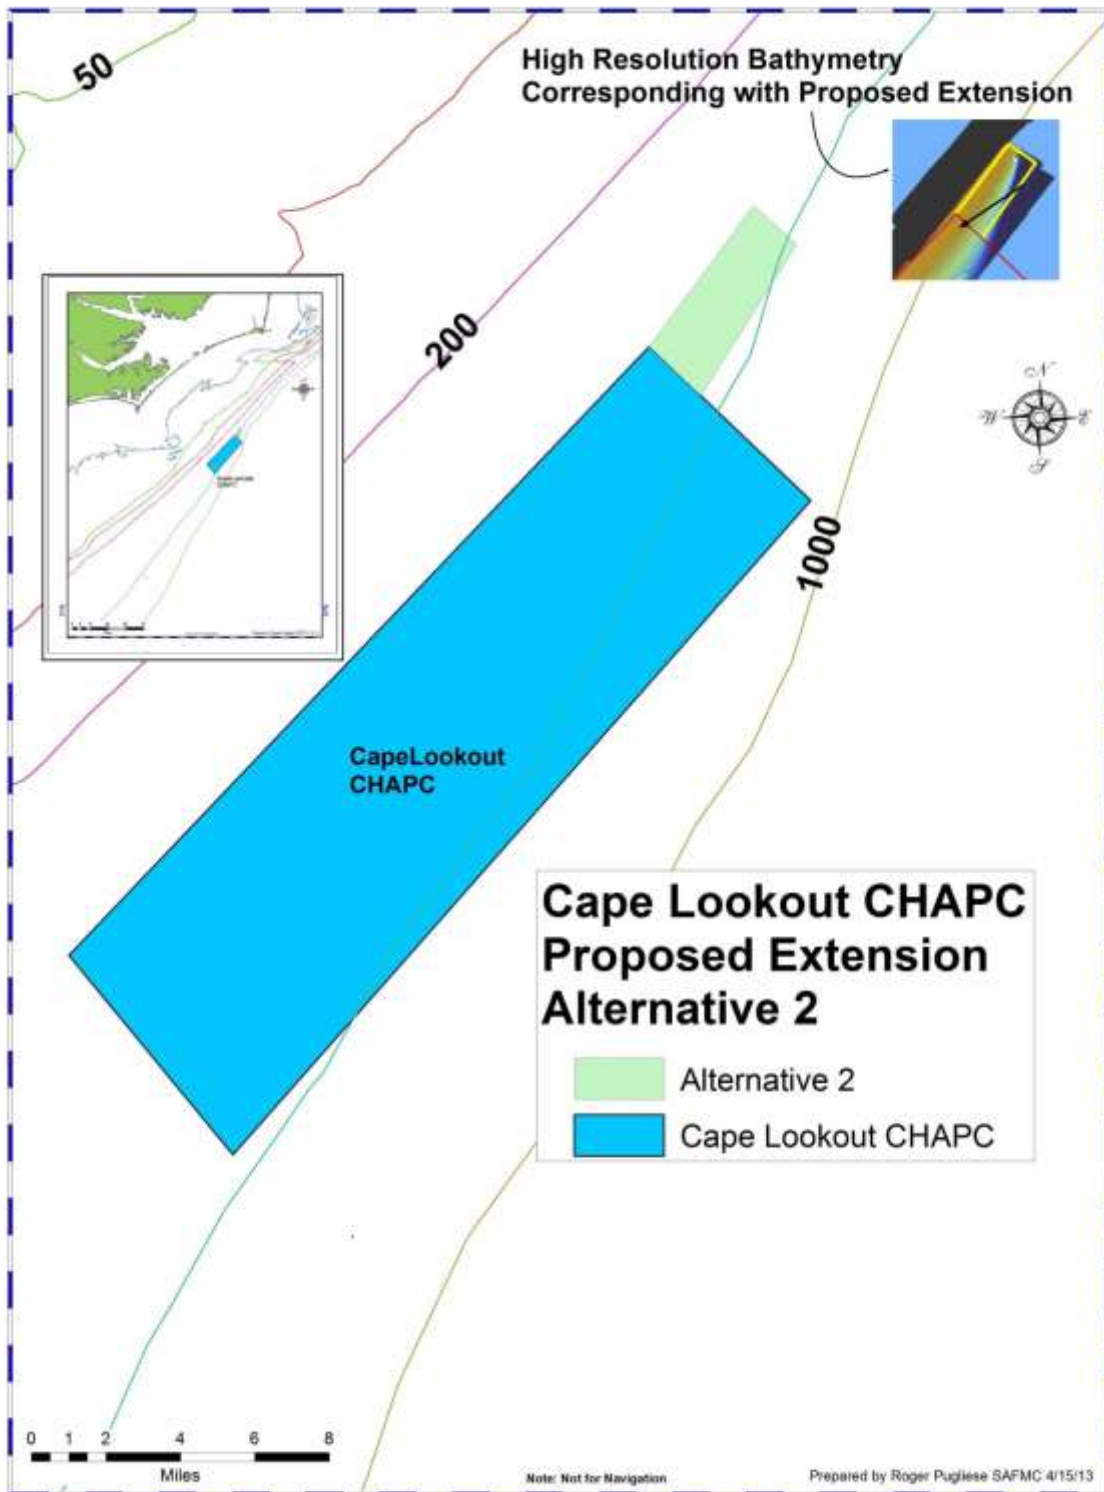 50
High Resolution Bathymetry
Corresponding with Proposed Extension
200
N
W
E
S
1000
CapeLookout
CHAPC
Cape Lookout CHAPC
Proposed Extension
Alternative 2
Alternative 2
Cape Lookout CHAPC
0 1 2 4 6 8
Miles
Note: Not for Navigation
Prepared by Roger Pugliese SAFMC 4/15/13